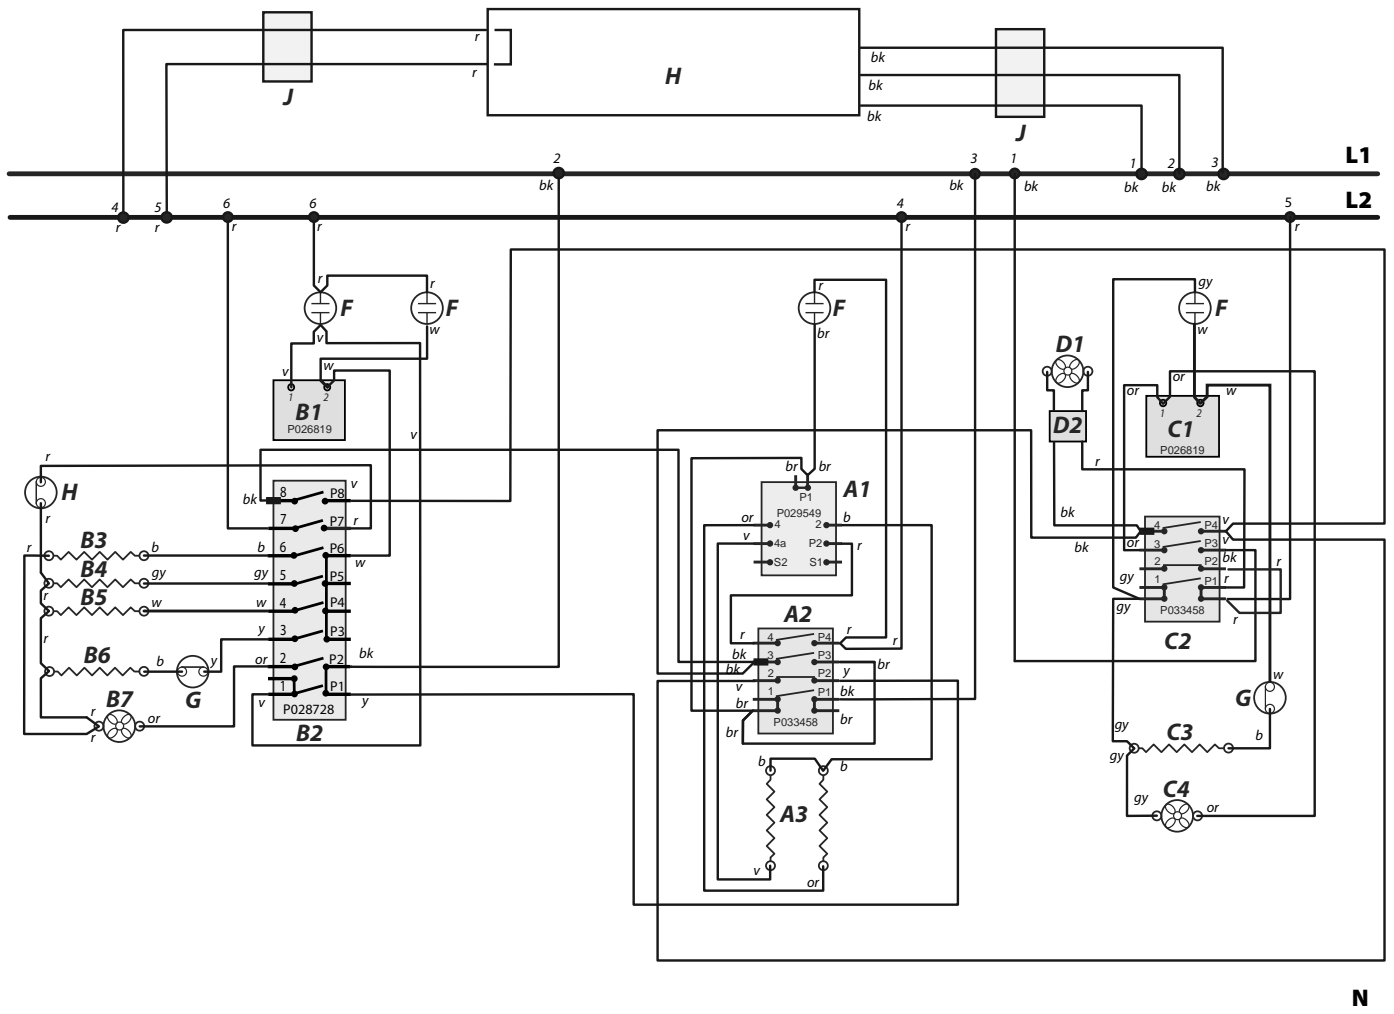 r
r
J
H
bk
bk
bk
J
L1
2
bk
3
bk
1
bk
1
bk
2
bk
3
bk
L2
4
r
5
r
6
r
6
r
4
r
5
r
r
F
v
r
F
w
v
w
1
2
B1
P026819
v
r
F
br
gy
F
w
D1
D2
r
bk
bk
or
or
w
1
2
C1
P026819
r
H
r
bk
8
P8
v
7
P7
r
r
B3
b
b
6
P6
w
B4
gy
gy
5
P5
r
B5
w
w
4
P4
r
y
3
P3
B6
b
y
G
or
2
P2
bk
1
P1
v
y
P028728
B2
r
B7
or
r
br
br
P1
A1
P029549
or
4
2
b
v
4a
P2
r
S2
S1
A2
r
4
P4
r
r
bk
3
P3
br
bk
2
P2
y
v
1
P1
bk
br
br
P033458
br
b
b
A3
v
or
4
P4
v
or
3
P3
v
bk
2
P2
r
gy
1
P1
r
gy
r
P033458
C2
w
G
b
gy
gy
C3
gy
C4
or
N